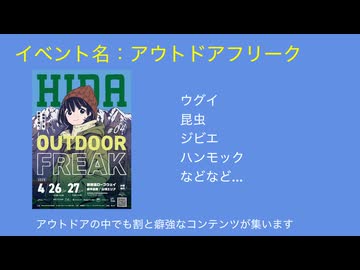 イベント名：アウトドアフリーク
HIDA
OUTDOOR
FREAK
4 26 27
ウグイ
昆虫
ジビエ
ハンモック
などなど...
アウトドアの中でも割と癖強なコンテンツが集います